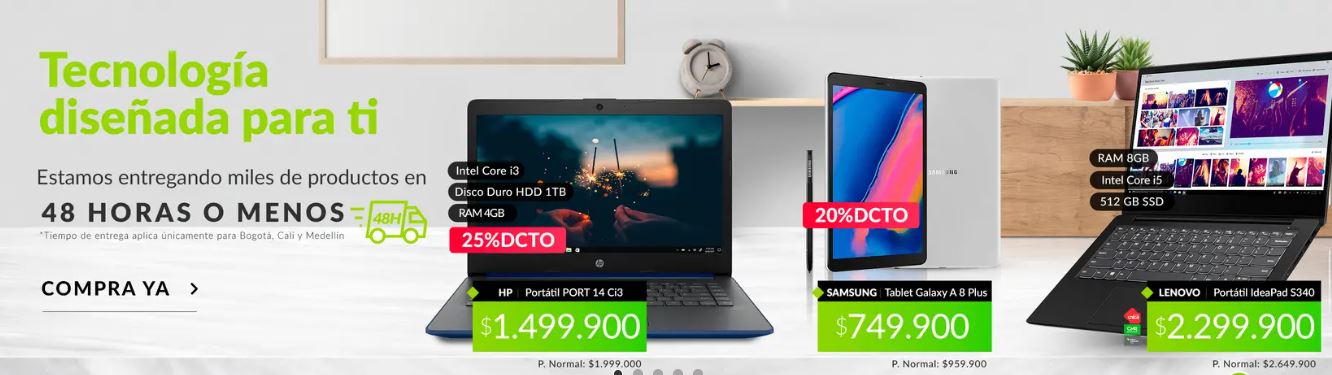 Tecnología
diseñada para ti
Estamos entregando miles de productos en
48 HORAS O MENOS
48H
*Tiempo de entrega aplica únicamente para Bogotá, Cali y Medellín
COMPRA YA >
Intel Core i3
Disco Duro HDD 1TB
RAM 4GB
25%DCTO
HP | Portátil PORT 14 Ci3
$1.499.900
P. Normal: $1.999.000
SAMSUNG
20%DCTO
SAMSUNG | Tablet Galaxy A 8 Plus
$749.900
P. Normal: $959.900
RAM 8GB
Intel Core i5
512 GB SSD
LENOVO | Portátil IdeaPad S340
$2.299.900
P. Normal: $2.649.900